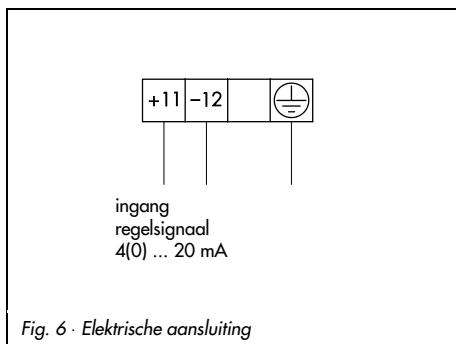 +11 −12
ingang
regelsignaal
4(0) ... 20 mA
Fig. 6 · Elektrische aansluiting